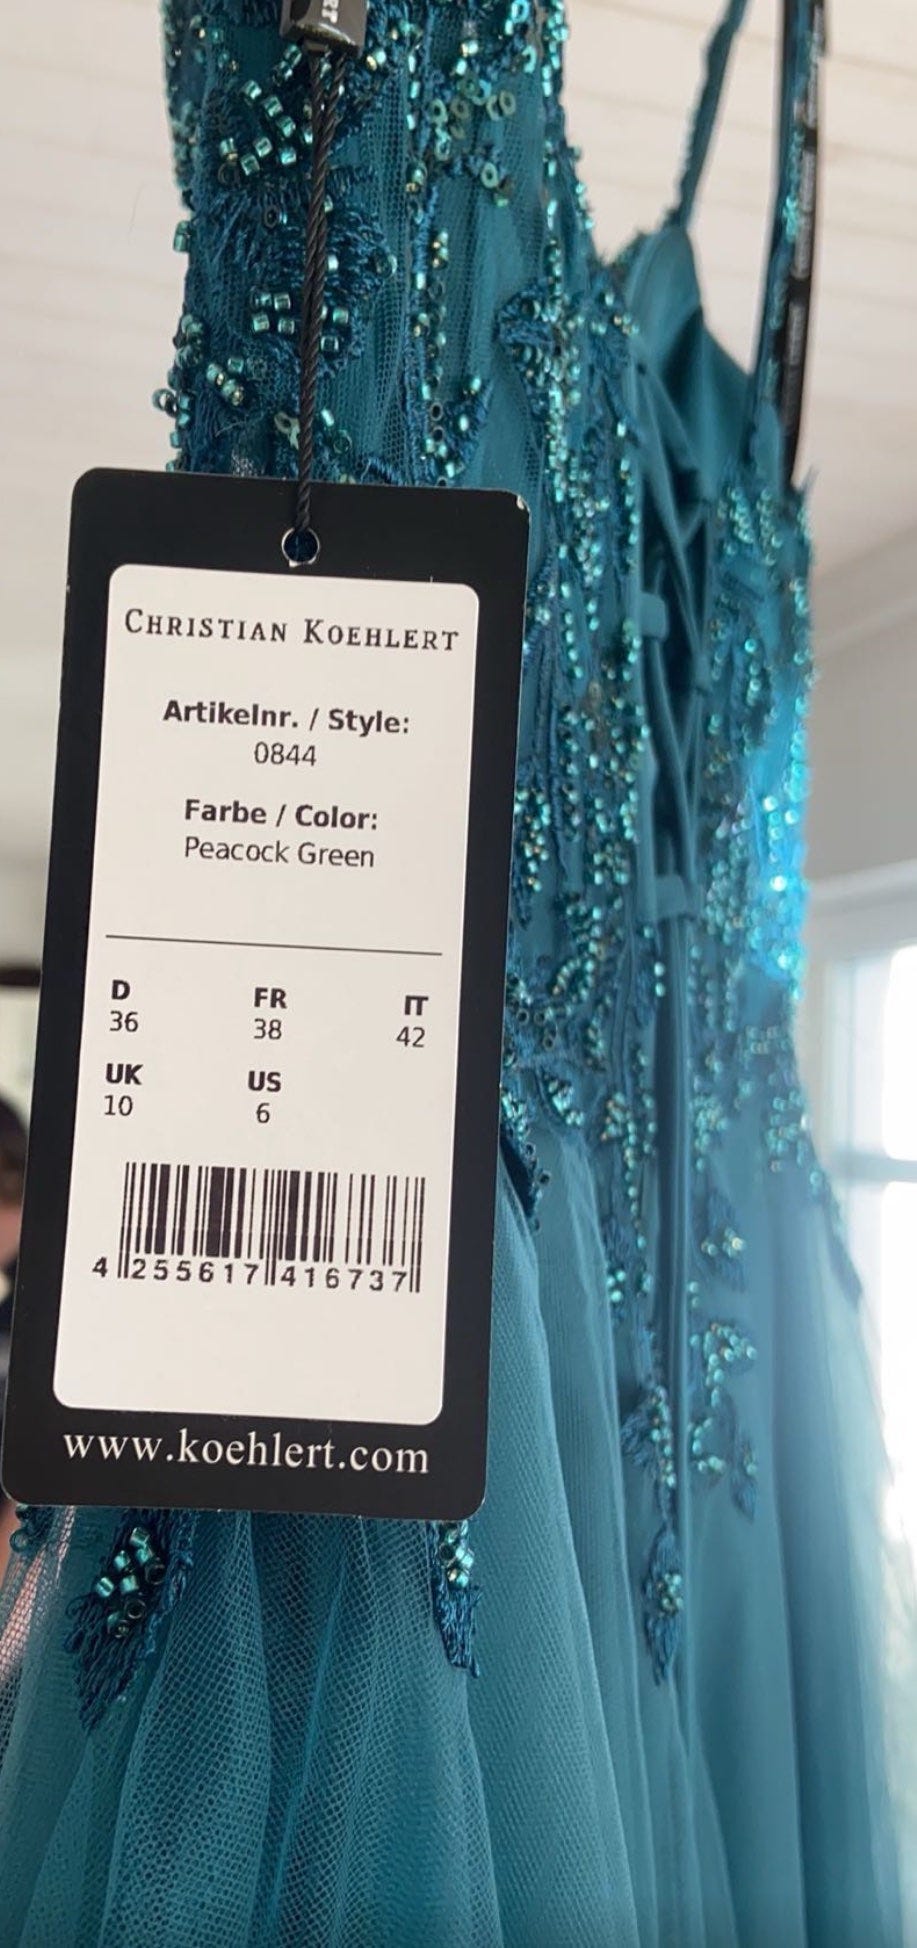 RT
CHRISTIAN KOEHLERT
Artikelnr. / Style:
0844
Farbe / Color:
Peacock Green
D FR IT
36 38 42
UK US
10 6
4 255617 416737
www.koehlert.com